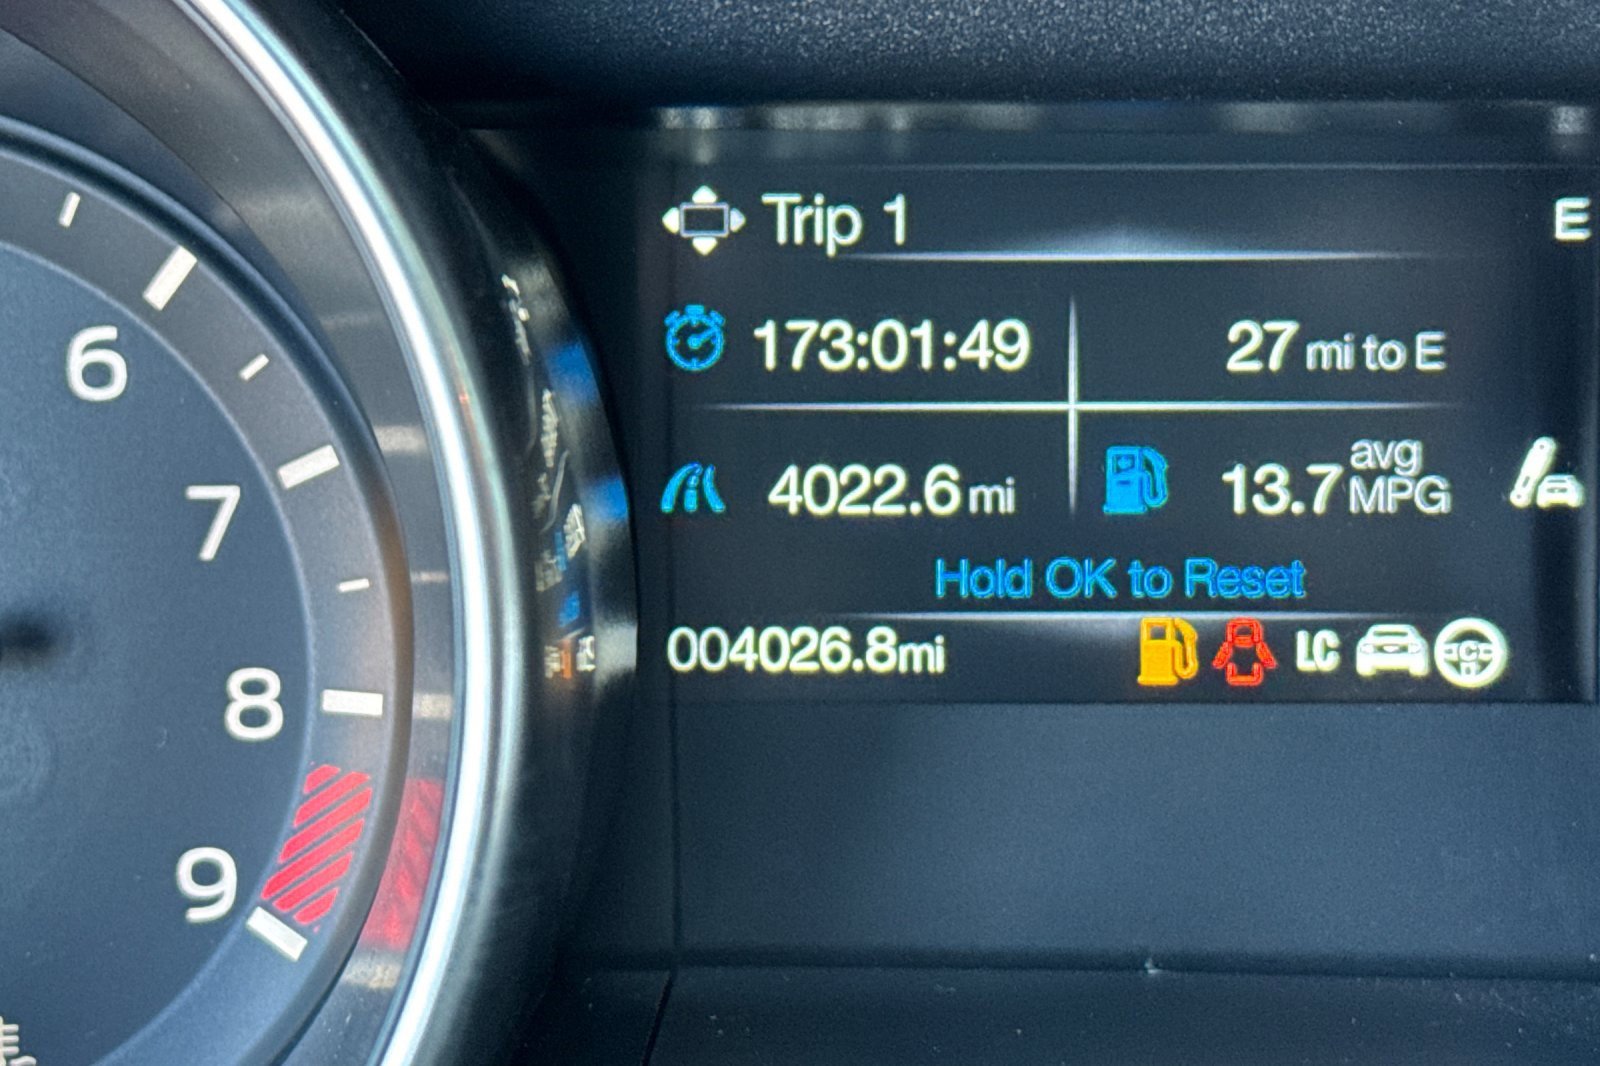 6
7
8
9
Trip 1
E
173:01:49
27 mi to E
4022.6 mi
13.7 avg MPG
Hold OK to Reset
004026.8mi
LC
C